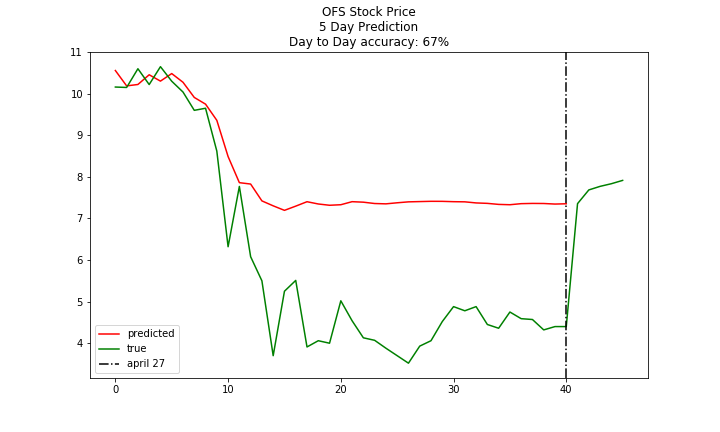 OFS Stock Price
5 Day Prediction
Day to Day accuracy: 67%
11
10
9
8
7
6
5
4
predicted
true
april 27
0
10
20
30
40